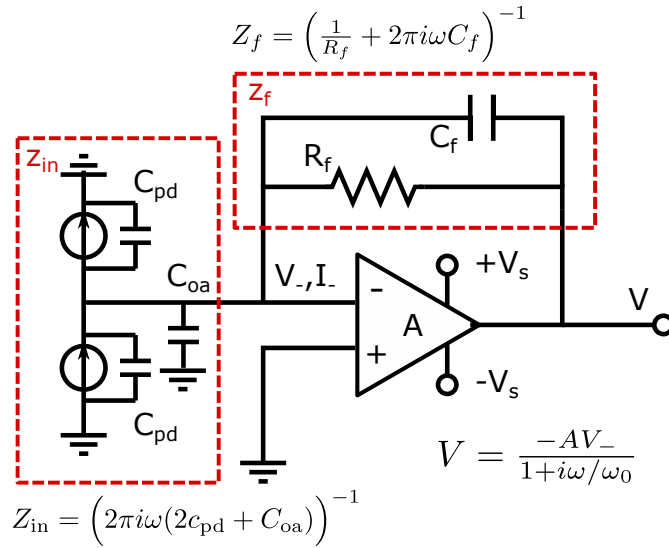 Z_f = (1/R_f + 2πiωC_f)^{-1}
z_f
C_f
R_f
z_in
C_pd
C_oa
V_-,I_-
+V_s
-
A
V
+
-V_s
C_pd
V = -AV_-/(1+iω/ω_0)
Z_in = (2πiω(2c_pd + C_oa))^{-1}